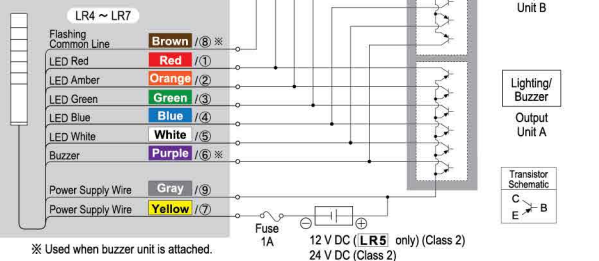 Unit B
LR4 ~ LR7
Flashing
Common Line Brown /⑧ ※
LED Red Red /①
LED Amber Orange /②
LED Green Green /③
LED Blue Blue /④
LED White White /⑤
Buzzer Purple /⑥ ※
Power Supply Wire Gray /⑨
Power Supply Wire Yellow /⑦
Lighting/
Buzzer
Output
Unit A
Transistor
Schematic
C
B
E
Fuse
1A
⊖ ⊕
12 V DC (LR5 only) (Class 2)
24 V DC (Class 2)
※ Used when buzzer unit is attached.